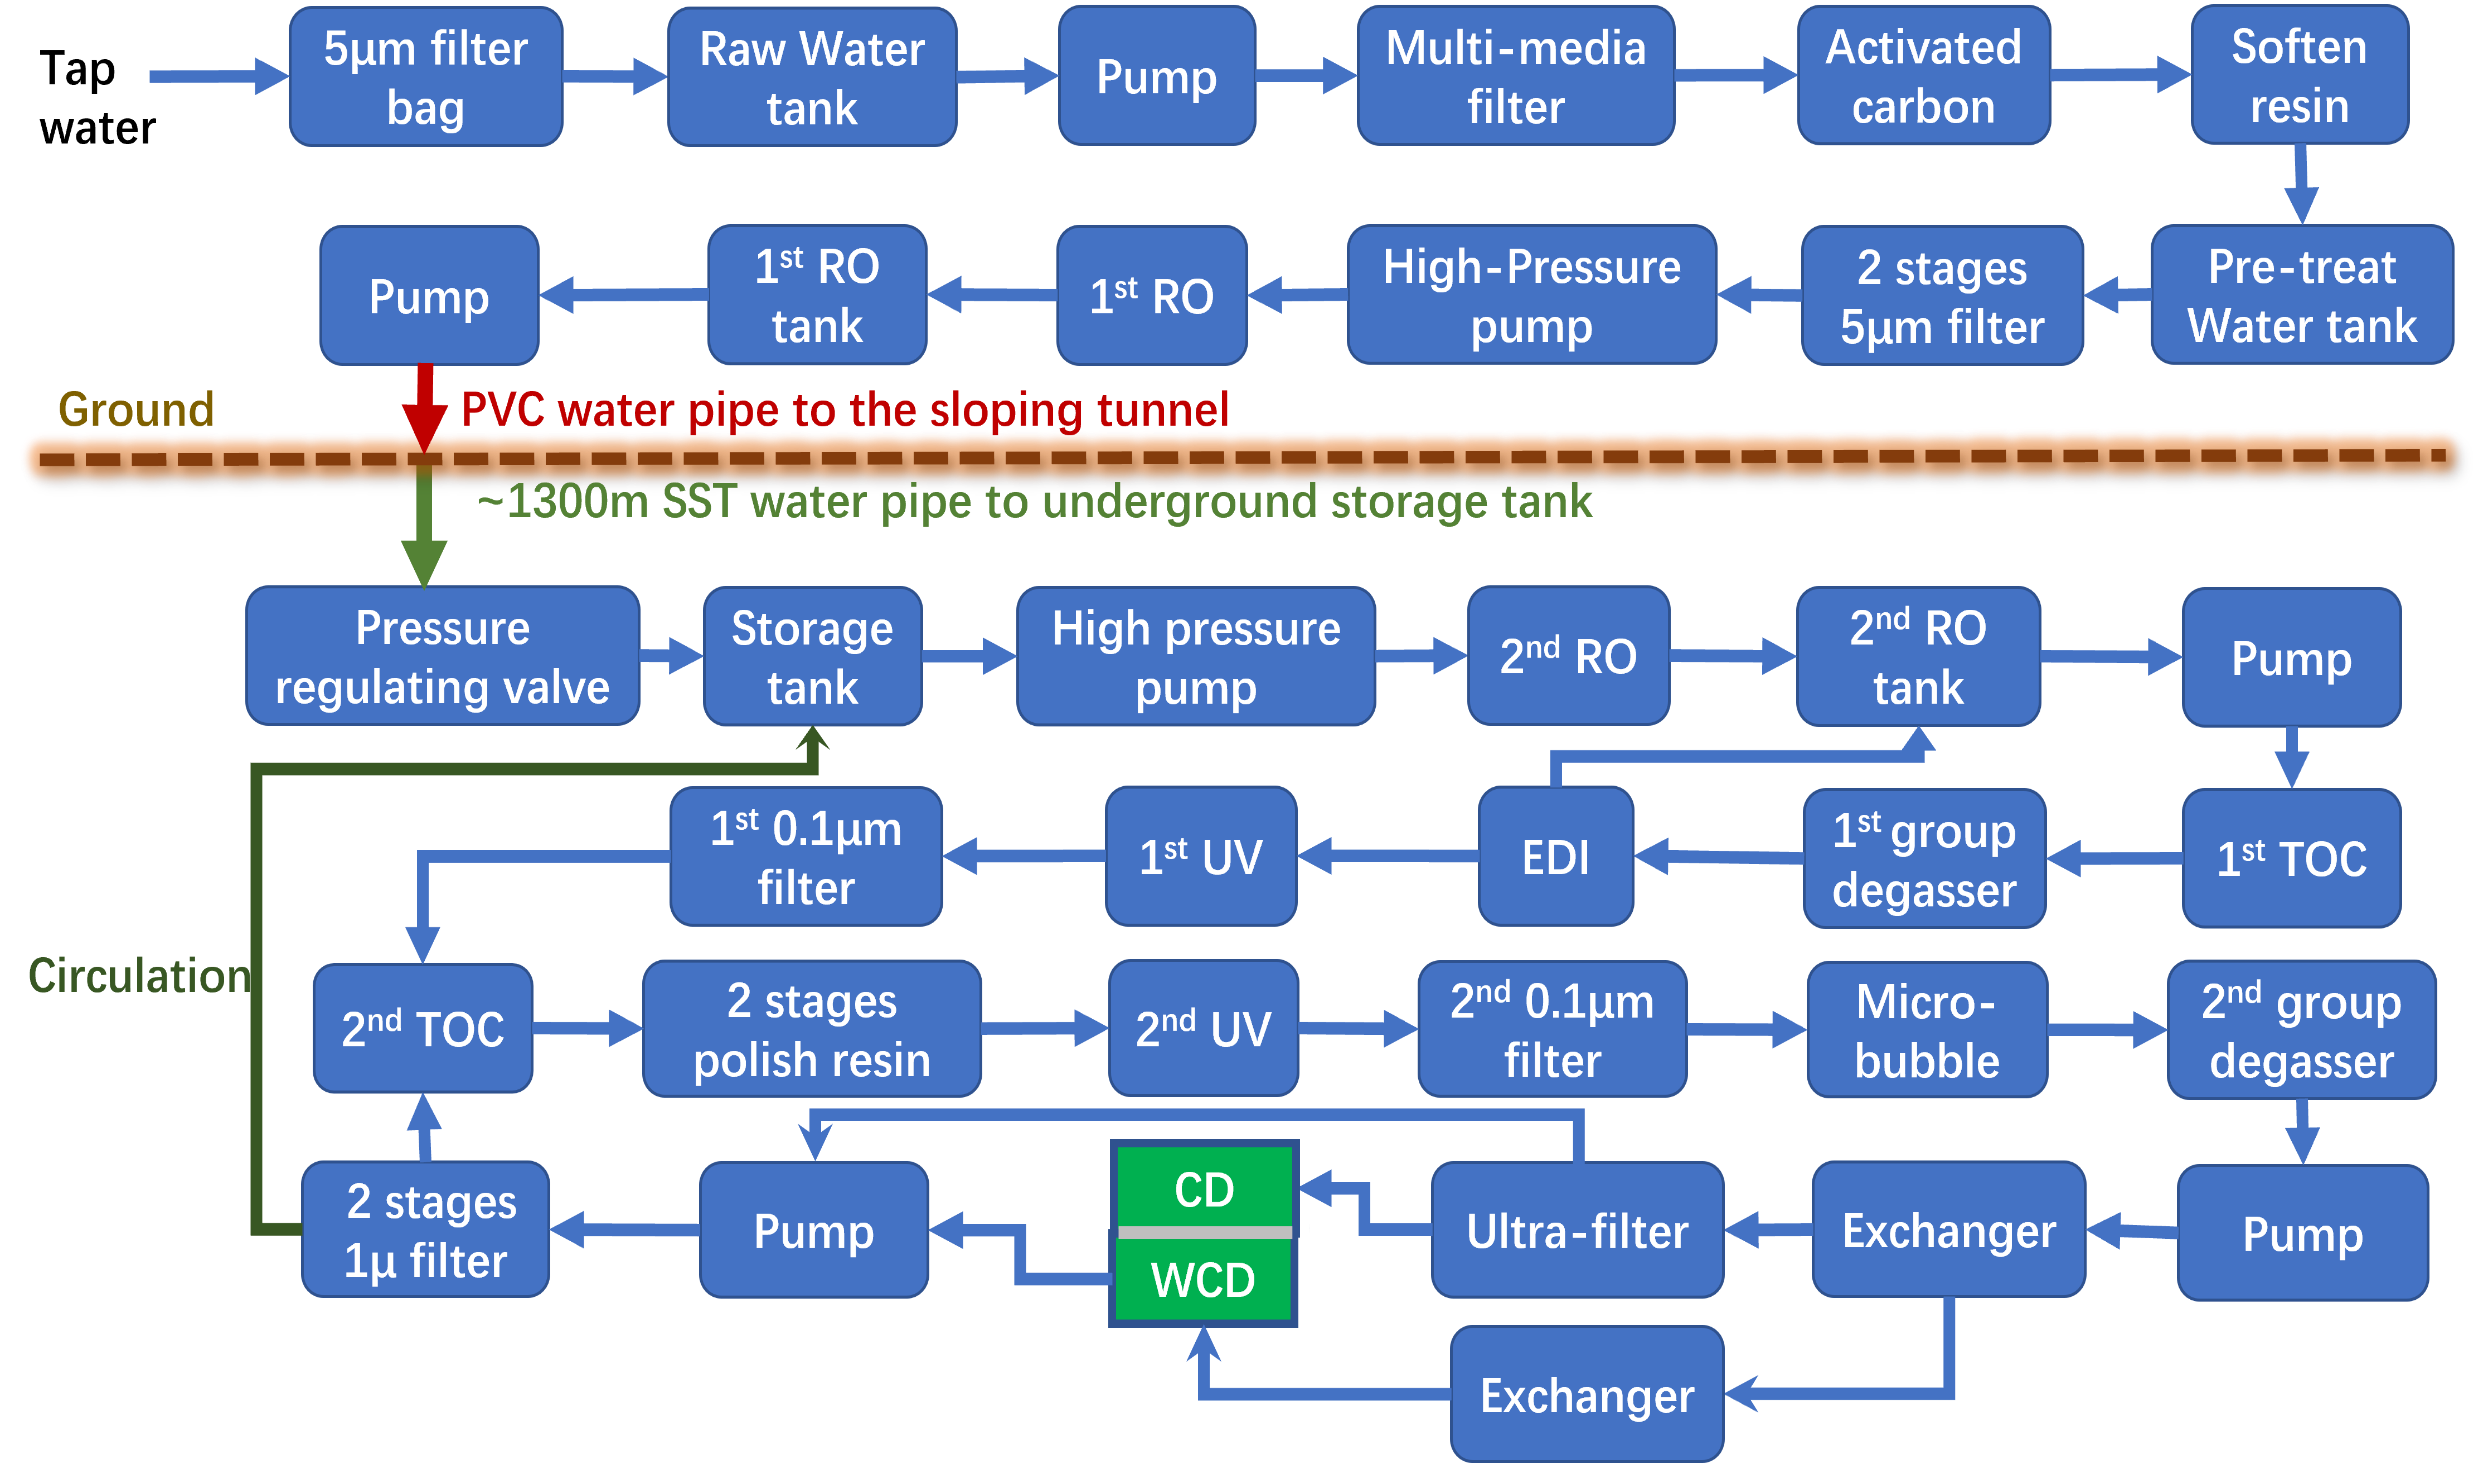 Tap
water
5μm filter
bag
Raw Water
tank
Pump
Multi-media
filter
Activated
carbon
Soften
resin
Pump
1st RO
tank
1st RO
High-Pressure
pump
2 stages
5μm filter
Pre-treat
Water tank
Ground
PVC water pipe to the sloping tunnel
~1300m SST water pipe to underground storage tank
Pressure
regulating valve
Storage
tank
High pressure
pump
2nd RO
2nd RO
tank
Pump
1st 0.1μm
filter
1st UV
EDI
1st group
degasser
1st TOC
Circulation
2nd TOC
2 stages
polish resin
2nd UV
2nd 0.1μm
filter
Micro-
bubble
2nd group
degasser
2 stages
1μ filter
Pump
CD
WCD
Ultra-filter
Exchanger
Pump
Exchanger